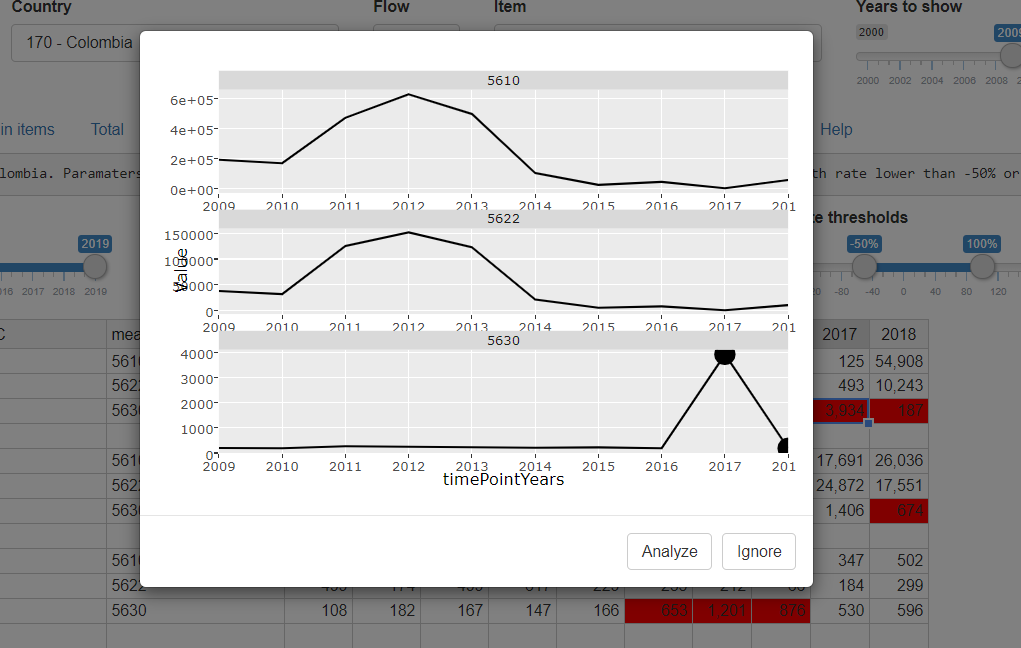 Country Flow Item Years to show
170 - Colombia 2000 2009
2000 2002 2004 2006 2008 2
in items Total Help
lombia. Paramaters th rate lower than -50% or
te thresholds
2019 -50% 100%
016 2017 2018 2019 20 -80 -40 0 40 80 120
5610
6e+05
4e+05
2e+05
0e+00
2009 2010 2011 2012 2013 2014 2015 2016 2017 201
5622
150000
100000
50000
0
2009 2010 2011 2012 2013 2014 2015 2016 2017 201
5630
4000
3000
2000
1000
0
2009 2010 2011 2012 2013 2014 2015 2016 2017 201
timePointYears
Value
Analyze Ignore
C mea 2017 2018
561 125 54,908
562 493 10,243
563 3,934 187
561 17,691 26,036
562 24,872 17,551
563 1,406 674
561 347 502
5622 184 299
5630 108 182 167 147 166 653 1,201 876 530 596